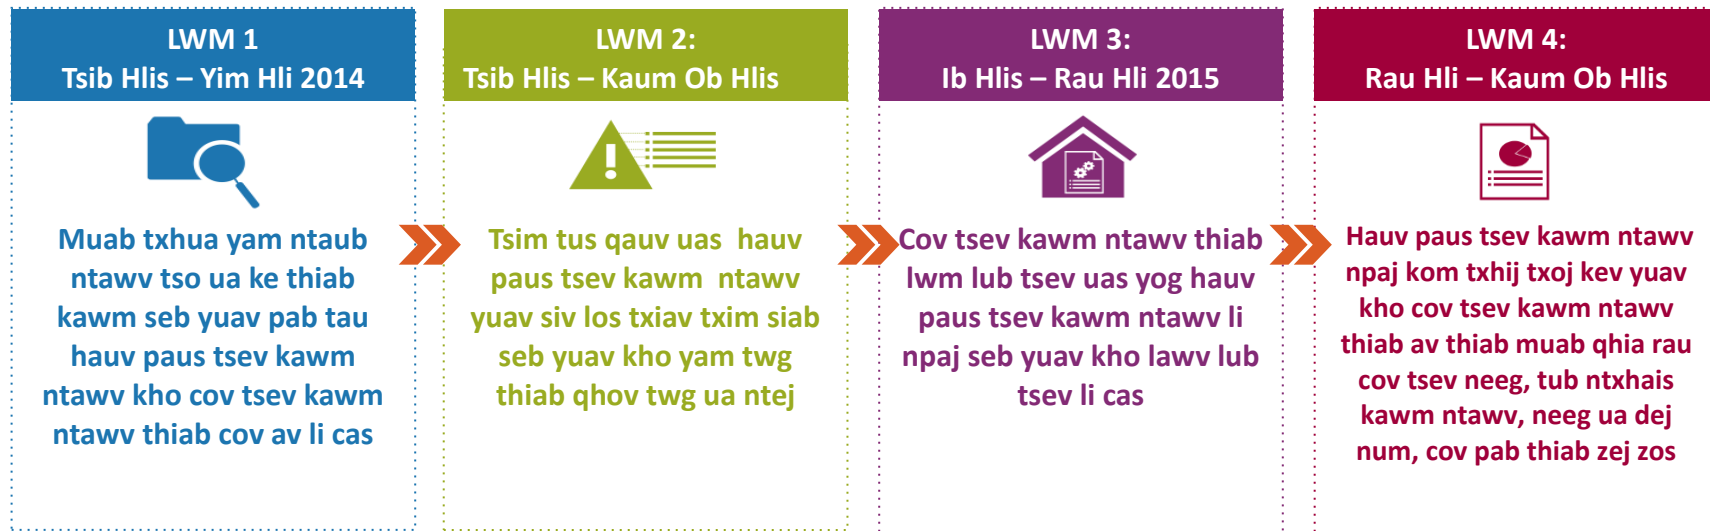 LWM 1
Tsib Hlis – Yim Hli 2014
Muab txhua yam ntaub
ntawv tso ua ke thiab
kawm seb yuav pab tau
hauv paus tsev kawm
ntawv kho cov tsev kawm
ntawv thiab cov av li cas
LWM 2:
Tsib Hlis – Kaum Ob Hlis
Tsim tus qauv uas hauv
paus tsev kawm ntawv
yuav siv los txiav txim siab
seb yuav kho yam twg
thiab qhov twg ua ntej
LWM 3:
Ib Hlis – Rau Hli 2015
Cov tsev kawm ntawv thiab
lwm lub tsev uas yog hauv
paus tsev kawm ntawv li
npaj seb yuav kho lawv lub
tsev li cas
LWM 4:
Rau Hli – Kaum Ob Hlis
Hauv paus tsev kawm ntawv
npaj kom txhij txoj kev yuav
kho cov tsev kawm ntawv
thiab av thiab muab qhia rau
cov tsev neeg, tub ntxhais
kawm ntawv, neeg ua dej
num, cov pab thiab zej zos